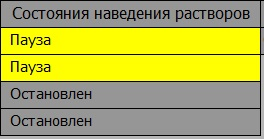 Состояния наведения растворов
Пауза
Пауза
Остановлен
Остановлен